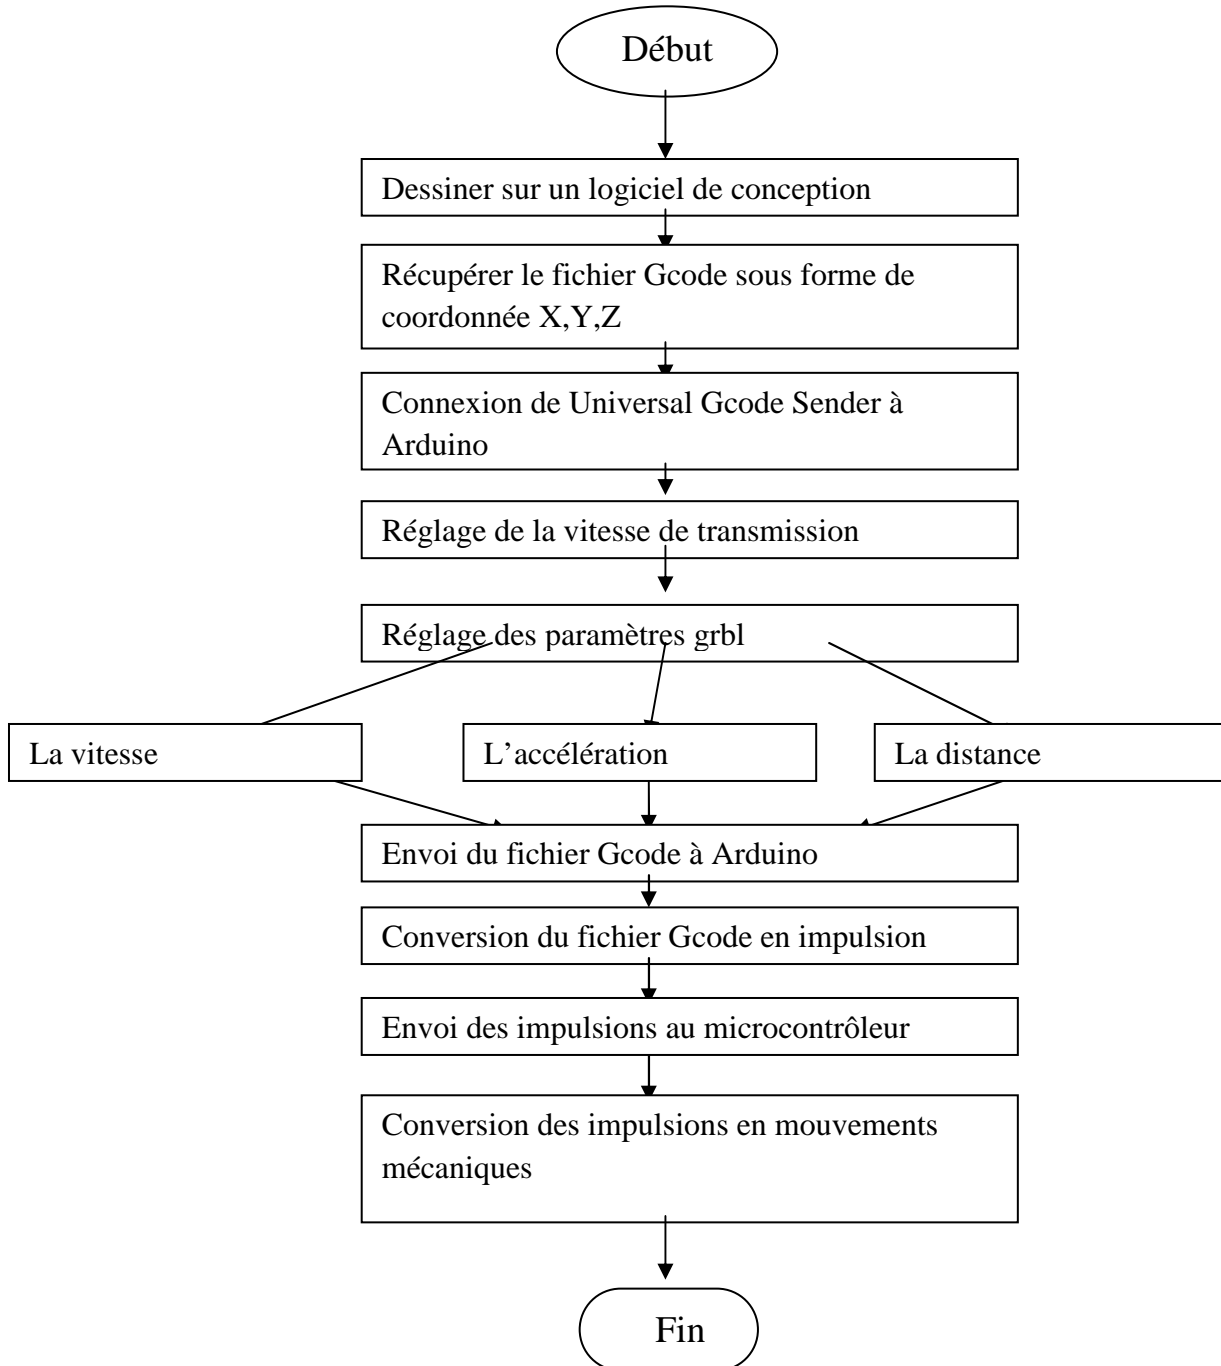 Début
Dessiner sur un logiciel de conception
Récupérer le fichier Gcode sous forme de
coordonnée X,Y,Z
Connexion de Universal Gcode Sender à
Arduino
Réglage de la vitesse de transmission
Réglage des paramètres grbl
La vitesse
L’accélération
La distance
Envoi du fichier Gcode à Arduino
Conversion du fichier Gcode en impulsion
Envoi des impulsions au microcontrôleur
Conversion des impulsions en mouvements
mécaniques
Fin